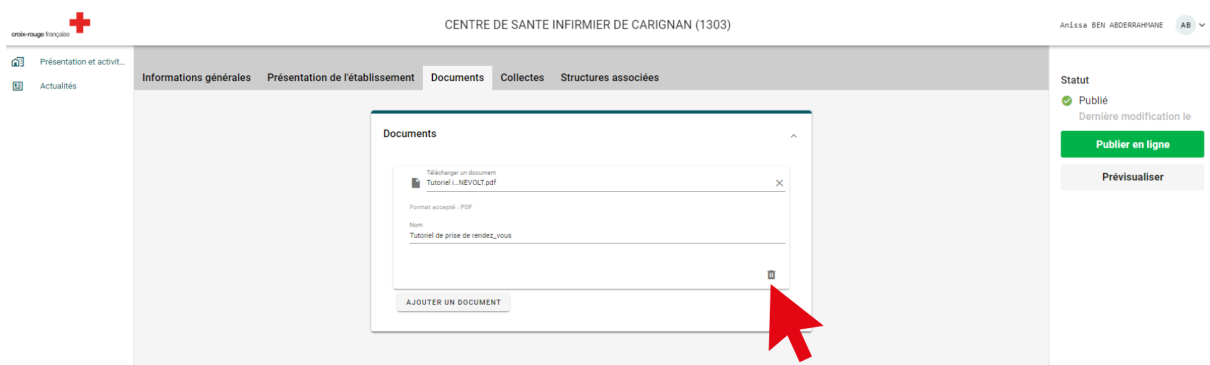 croix-rouge française
CENTRE DE SANTE INFIRMIER DE CARIGNAN (1303)
Anissa BEN ABDERRAHMANE AB
Présentation et activit...
Actualités
Informations générales Présentation de l'établissement Documents Collectes Structures associées
Statut
Publié
Dernière modification le
Publier en ligne
Prévisualiser
Documents
Télécharger un document
Tutoriel i...NEVOLT.pdf
Format accepté : PDF
Nom
Tutoriel de prise de rendez_vous
AJOUTER UN DOCUMENT